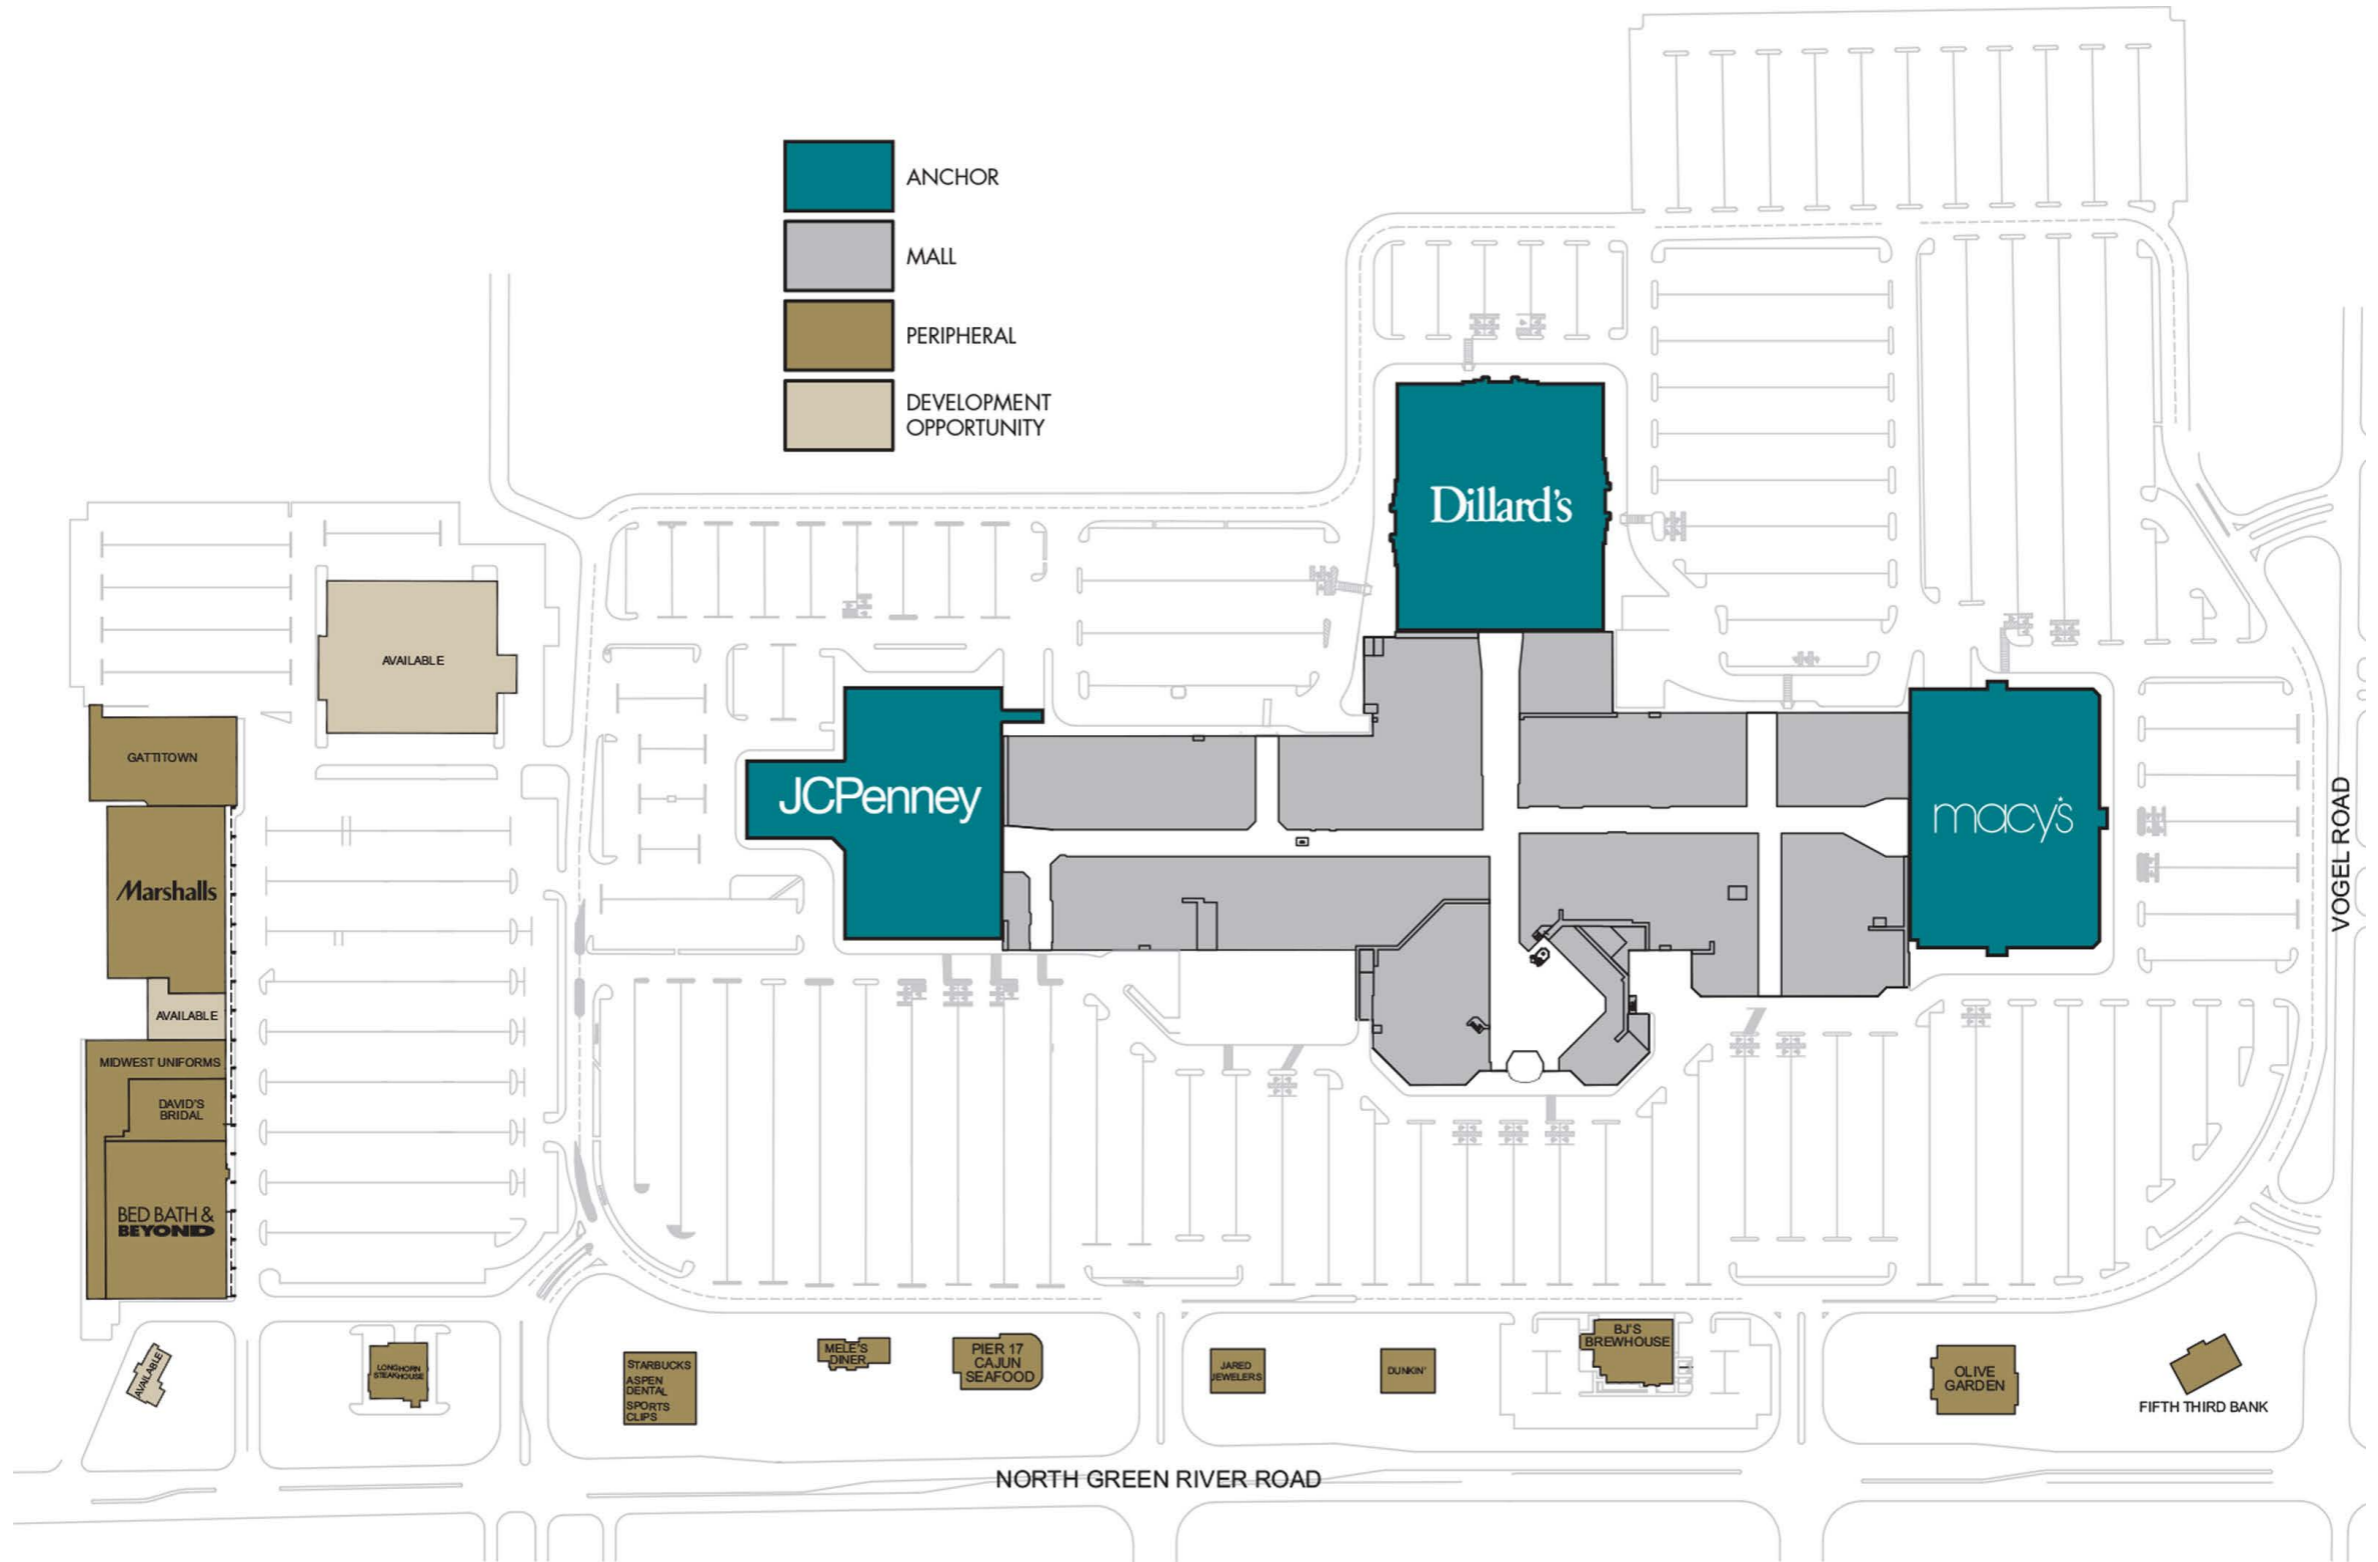 ANCHOR
MALL
PERIPHERAL
DEVELOPMENT
OPPORTUNITY
Dillard's
AVAILABLE
GATTITOWN
JCPenney
macy's
VOGEL ROAD
Marshalls
AVAILABLE
MIDWEST UNIFORMS
DAVID'S
BRIDAL
BED BATH &
BEYOND
AVAILABLE
LONGHORN
STEAKHOUSE
STARBUCKS
ASPEN
DENTAL
SPORTS
CLIPS
MELE'S
DINER
PIER 17
CAJUN
SEAFOOD
JARED
JEWELERS
DUNKIN'
BJ'S
BREWHOUSE
OLIVE
GARDEN
FIFTH THIRD BANK
NORTH GREEN RIVER ROAD